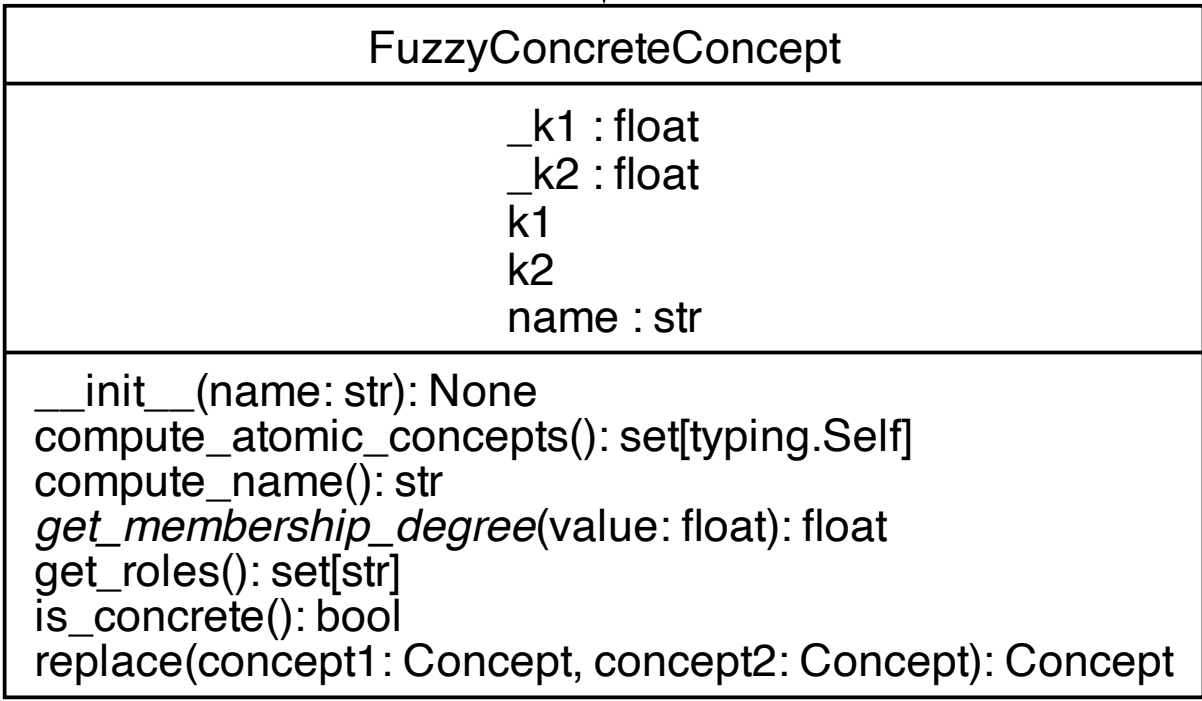 FuzzyConcreteConcept
_k1 : float
_k2 : float
k1
k2
name : str
__init__(name: str): None
compute_atomic_concepts(): set[typing.Self]
compute_name(): str
get_membership_degree(value: float): float
get_roles(): set[str]
is_concrete(): bool
replace(concept1: Concept, concept2: Concept): Concept